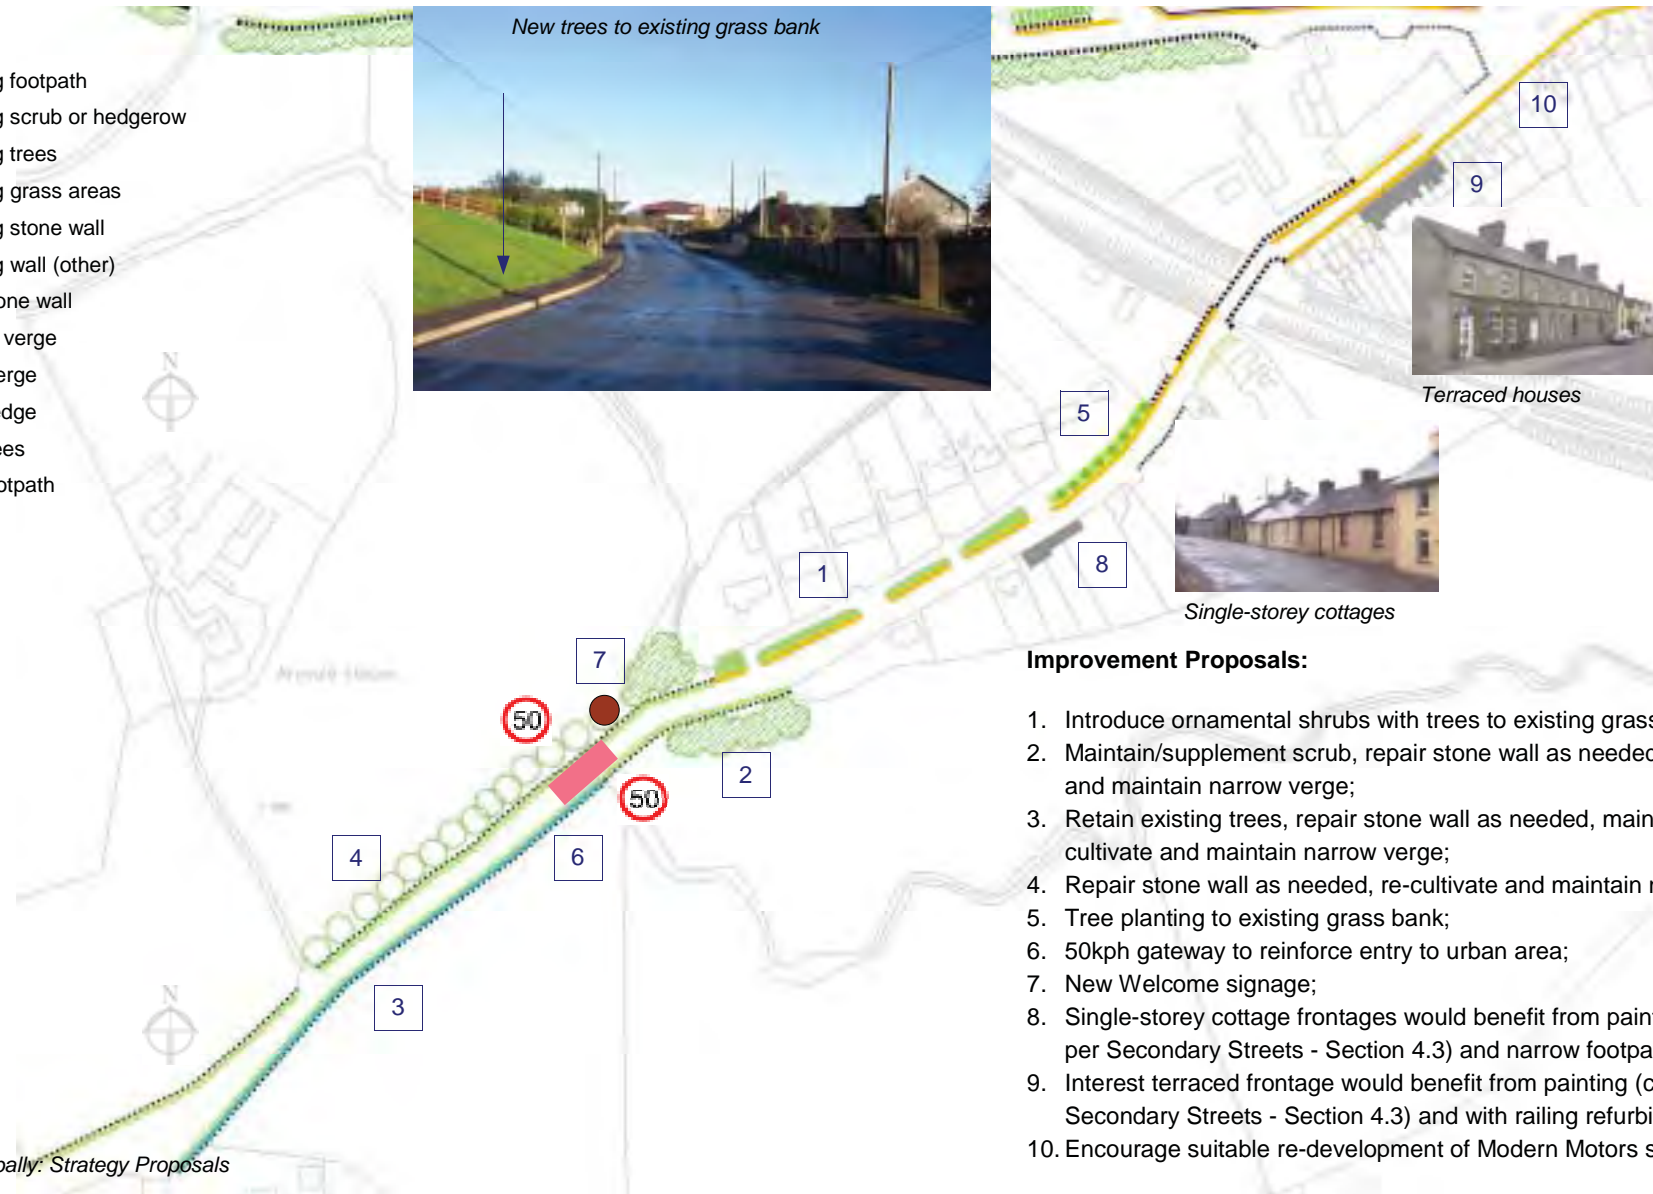 New trees to existing grass bank
g footpath
g scrub or hedgerow
g trees
g grass areas
g stone wall
g wall (other)
one wall
verge
erge
edge
ees
otpath
N
10
9
Terraced houses
5
1
8
Single-storey cottages
7
50
2
50
4
6
3
N
Improvement Proposals:
1. Introduce ornamental shrubs with trees to existing grass
2. Maintain/supplement scrub, repair stone wall as needed
and maintain narrow verge;
3. Retain existing trees, repair stone wall as needed, main
cultivate and maintain narrow verge;
4. Repair stone wall as needed, re-cultivate and maintain n
5. Tree planting to existing grass bank;
6. 50kph gateway to reinforce entry to urban area;
7. New Welcome signage;
8. Single-storey cottage frontages would benefit from paint
per Secondary Streets - Section 4.3) and narrow footpa
9. Interest terraced frontage would benefit from painting (c
Secondary Streets - Section 4.3) and with railing refurbi
10. Encourage suitable re-development of Modern Motors s
bally: Strategy Proposals